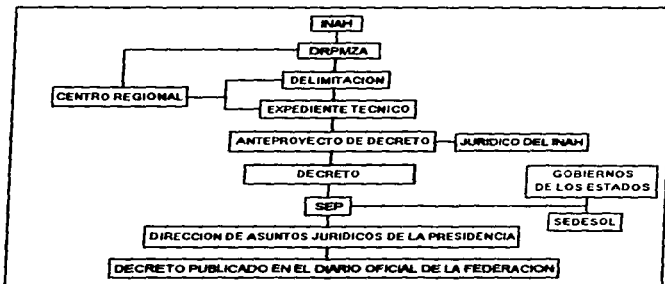 INAH
DRPMZA
DELIMITACION
CENTRO REGIONAL
EXPEDIENTE TECNICO
ANTEPROYECTO DE DECRETO
JURIDICO DEL INAH
DECRETO
GOBIERNOS
DE LOS ESTADOS
SEP
SEDESOL
DIRECCION DE ASUNTOS JURIDICOS DE LA PRESIDENCIA
DECRETO PUBLICADO EN EL DIARIO OFICIAL DE LA FEDERACION